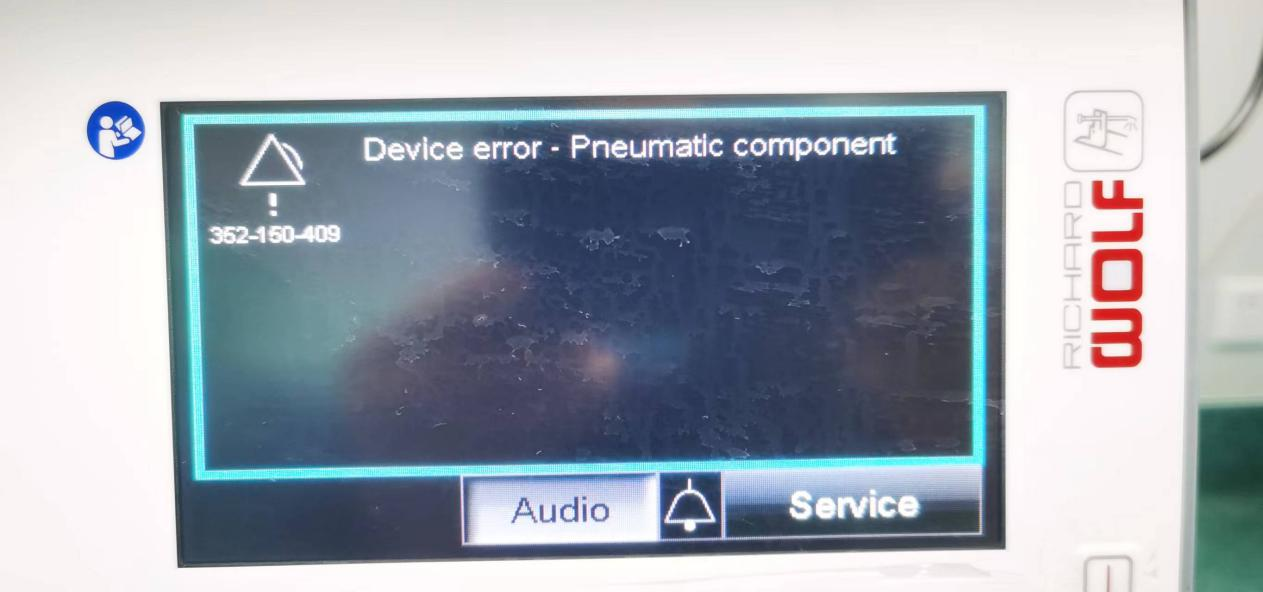 Device error - Pneumatic component
!
352-150-409
Audio
Service
RICHARD
WOLF